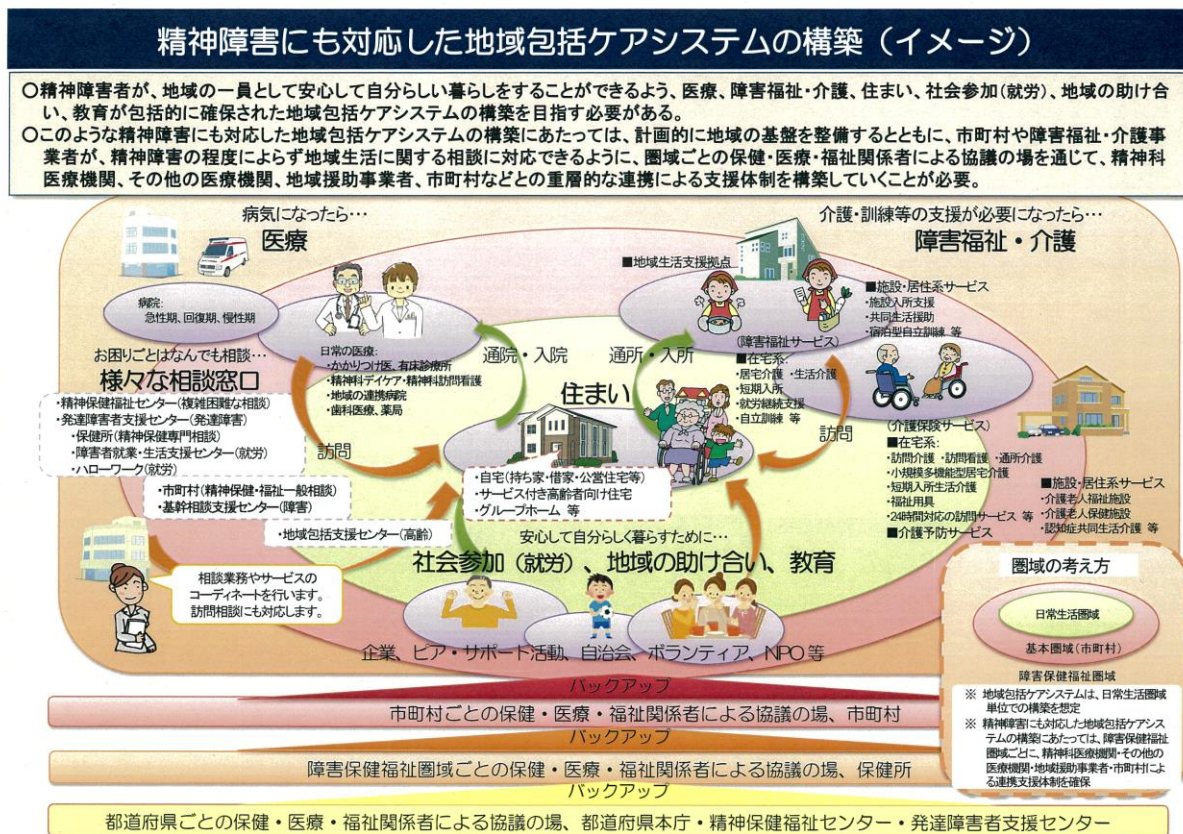 精神障害にも対応した地域包括ケアシステムの構築（イメージ）
○精神障害者が、地域の一員として安心して自分らしい暮らしをすることができるよう、医療、障害福祉・介護、住まい、社会参加（就労）、地域の助け合
い、教育が包括的に確保された地域包括ケアシステムの構築を目指す必要がある。
○このような精神障害にも対応した地域包括ケアシステムの構築にあたっては、計画的に地域の基盤を整備するとともに、市町村や障害福祉・介護事
業者が、精神障害の程度によらず地域生活に関する相談に対応できるように、圏域ごとの保健・医療・福祉関係者による協議の場を通じて、精神科
医療機関、その他の医療機関、地域援助事業者、市町村などとの重層的な連携による支援体制を構築していくことが必要。
病気になったら…
医療
病院：
急性期、回復期、慢性期
日常の医療：
・かかりつけ医、有床診療所
・精神科デイケア・精神科訪問看護
・地域の連携病院
・歯科医療、薬局
通院・入院
訪問
介護・訓練等の支援が必要になったら…
障害福祉・介護
■地域生活支援拠点
■施設・居住系サービス
・施設入所支援
・共同生活援助
・宿泊型自立訓練 等
(障害福祉サービス)
■在宅系：
・居宅介護 ・生活介護
・短期入所
・就労継続支援
・自立訓練 等
通所・入所
訪問
(介護保険サービス)
■在宅系：
・訪問介護 ・訪問看護 ・通所介護
・小規模多機能型居宅介護
・短期入所生活介護
・福祉用具
・24時間対応の訪問サービス 等
■介護予防サービス
■施設・居住系サービス
・介護老人福祉施設
・介護老人保健施設
・認知症共同生活介護 等
お困りごとはなんでも相談…
様々な相談窓口
・精神保健福祉センター（複雑困難な相談）
・発達障害者支援センター（発達障害）
・保健所（精神保健専門相談）
・障害者就業・生活支援センター（就労）
・ハローワーク（就労）
・市町村（精神保健・福祉一般相談）
・基幹相談支援センター（障害）
・地域包括支援センター（高齢）
相談業務やサービスの
コーディネートを行います。
訪問相談にも対応します。
住まい
・自宅（持ち家・借家・公営住宅等）
・サービス付き高齢者向け住宅
・グループホーム 等
安心して自分らしく暮らすために…
社会参加（就労）、地域の助け合い、教育
企業、ピア・サポート活動、自治会、ボランティア、NPO 等
圏域の考え方
日常生活圏域
基本圏域（市町村）
障害保健福祉圏域
※ 地域包括ケアシステムは、日常生活圏域
単位での構築を想定
※ 精神障害にも対応した地域包括ケアシス
テムの構築にあたっては、障害保健福祉
圏域ごとに、精神科医療機関・その他の
医療機関・地域援助事業者・市町村によ
る連携支援体制を確保
バックアップ
市町村ごとの保健・医療・福祉関係者による協議の場、市町村
バックアップ
障害保健福祉圏域ごとの保健・医療・福祉関係者による協議の場、保健所
バックアップ
都道府県ごとの保健・医療・福祉関係者による協議の場、都道府県本庁・精神保健福祉センター・発達障害者支援センター